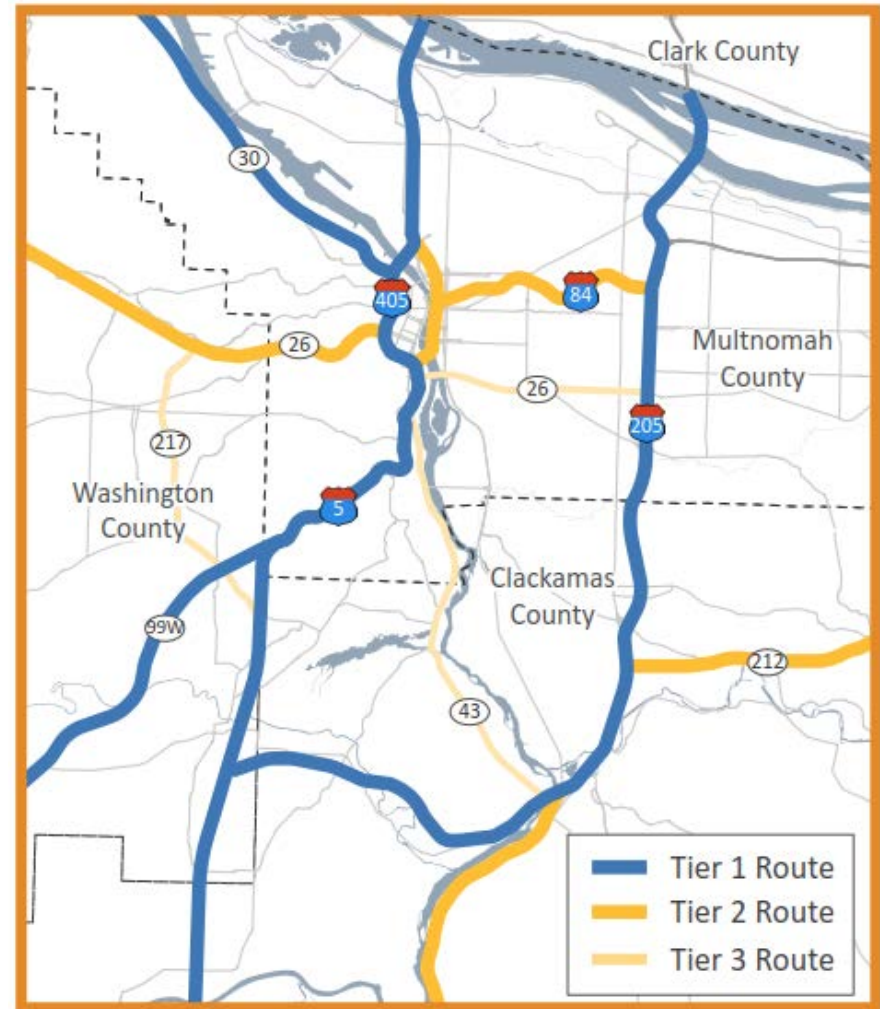 Clark County
30
405
84
26
Multnomah
County
26
217
205
Washington
County
5
Clackamas
County
99W
212
43
Tier 1 Route
Tier 2 Route
Tier 3 Route